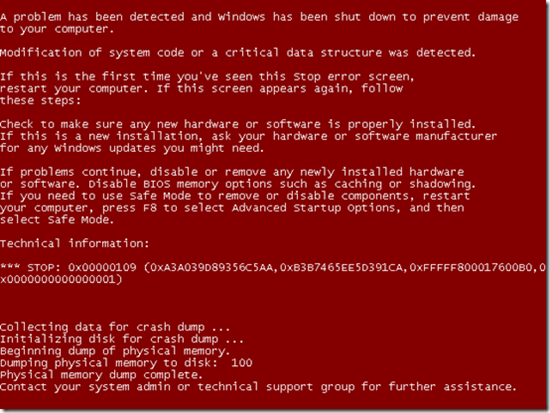 A problem has been detected and Windows has been shut down to prevent damage
to your computer.
Modification of system code or a critical data structure was detected.
If this is the first time you've seen this Stop error screen,
restart your computer. If this screen appears again, follow
these steps:
Check to make sure any new hardware or software is properly installed.
If this is a new installation, ask your hardware or software manufacturer
for any Windows updates you might need.
If problems continue, disable or remove any newly installed hardware
or software. Disable BIOS memory options such as caching or shadowing.
If you need to use Safe Mode to remove or disable components, restart
your computer, press F8 to select Advanced Startup Options, and then
select Safe Mode.
Technical information:
*** STOP: 0x00000109 (0xA3A039D89356C5AA,0xB3B7465EE5D391CA,0xFFFFF800017600B0,0
x0000000000000001)
Collecting data for crash dump ...
Initializing disk for crash dump ...
Beginning dump of physical memory.
Dumping physical memory to disk:  100
Physical memory dump complete.
Contact your system admin or technical support group for further assistance.